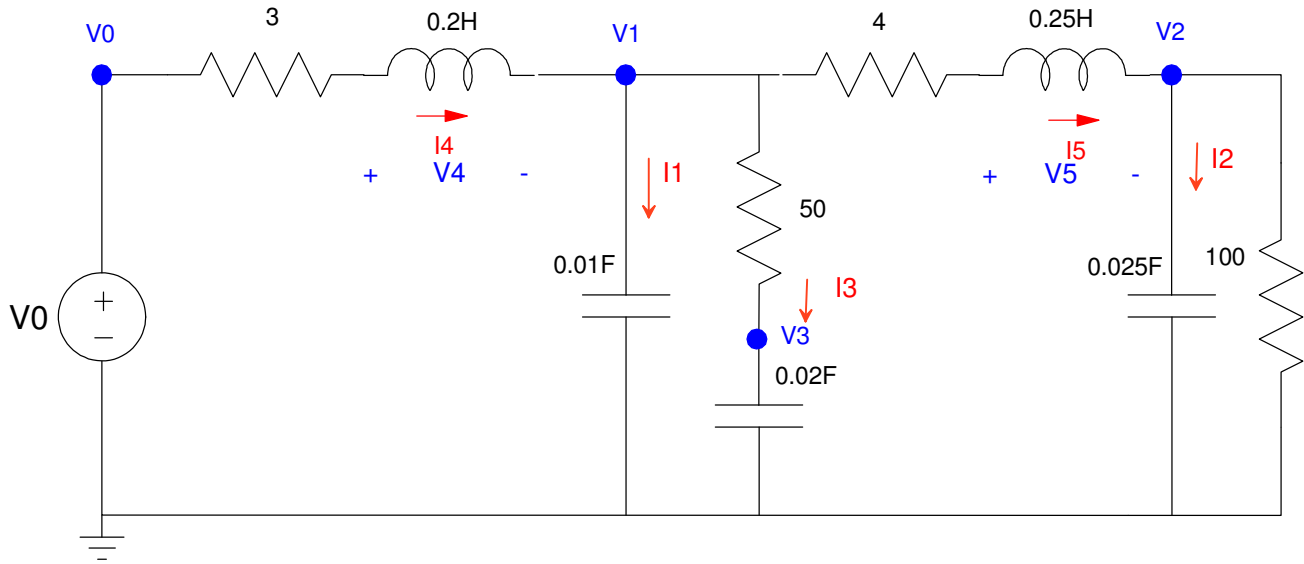 3
0.2H
V0
V1
4
0.25H
V2
I4
+ V4 -
I1
50
I5
+ V5 -
I2
0.01F
0.025F
100
I3
V0
+
−
V3
0.02F